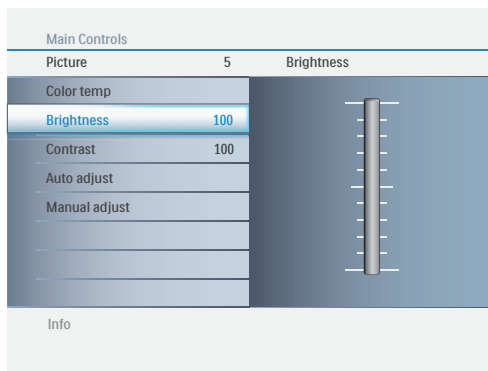 Main Controls
Picture 5 Brightness
Color temp
Brightness 100
Contrast 100
Auto adjust
Manual adjust
Info